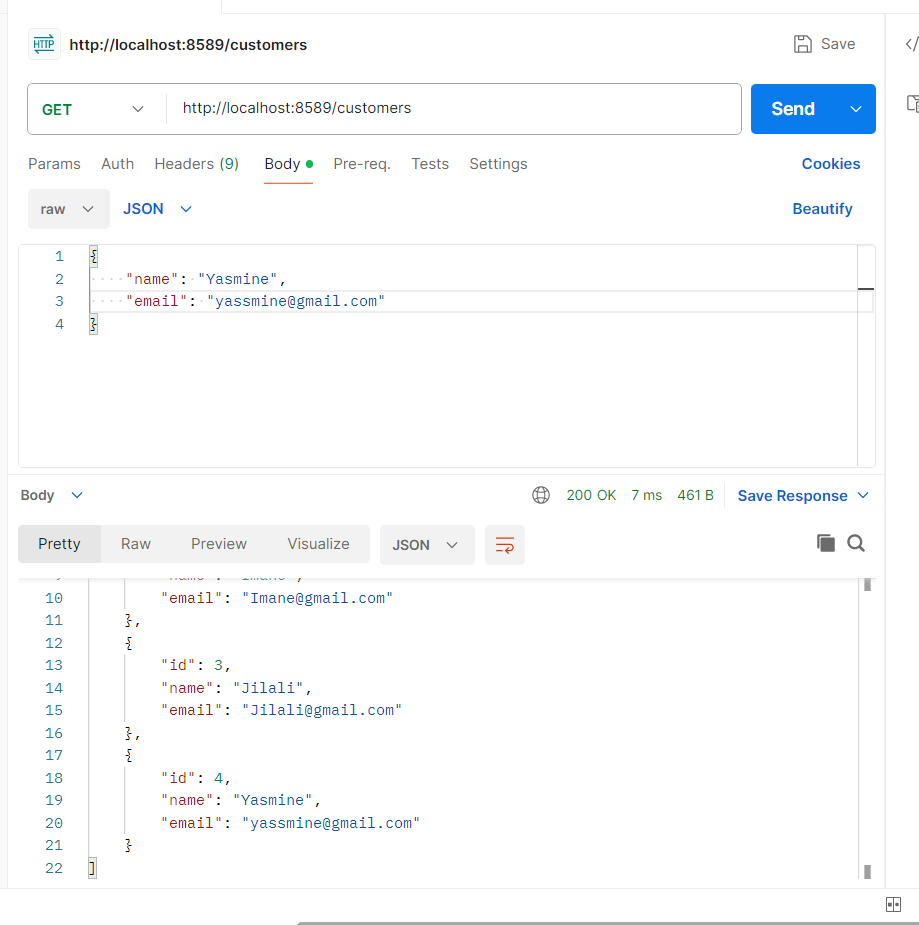 HTTP http://localhost:8589/customers Save
GET http://localhost:8589/customers Send
Params Auth Headers (9) Body Pre-req. Tests Settings Cookies
raw JSON Beautify
1 {
2 "name": "Yasmine",
3 "email": "yassmine@gmail.com"
4 }
Body 200 OK 7 ms 461 B Save Response
Pretty Raw Preview Visualize JSON
10 "email": "Imane@gmail.com"
11 },
12 {
13 "id": 3,
14 "name": "Jilali",
15 "email": "Jilali@gmail.com"
16 },
17 {
18 "id": 4,
19 "name": "Yasmine",
20 "email": "yassmine@gmail.com"
21 }
22 ]